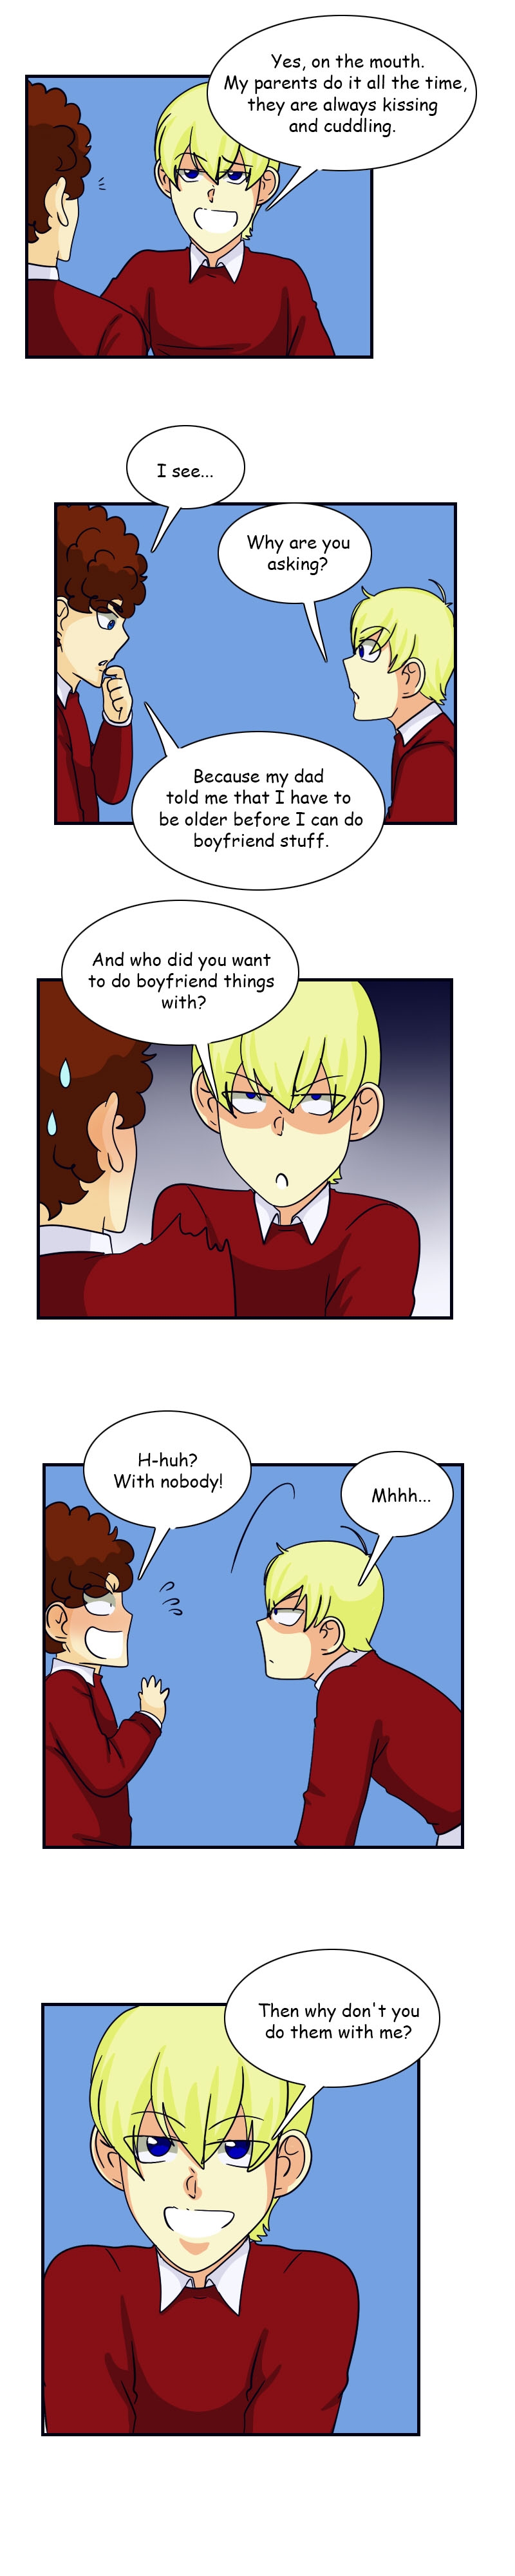 Yes, on the mouth.
My parents do it all the time,
they are always kissing
and cuddling.
I see...
Why are you
asking?
Because my dad
told me that I have to
be older before I can do
boyfriend stuff.
And who did you want
to do boyfriend things
with?
H-huh?
With nobody!
Mhhh...
Then why don't you
do them with me?